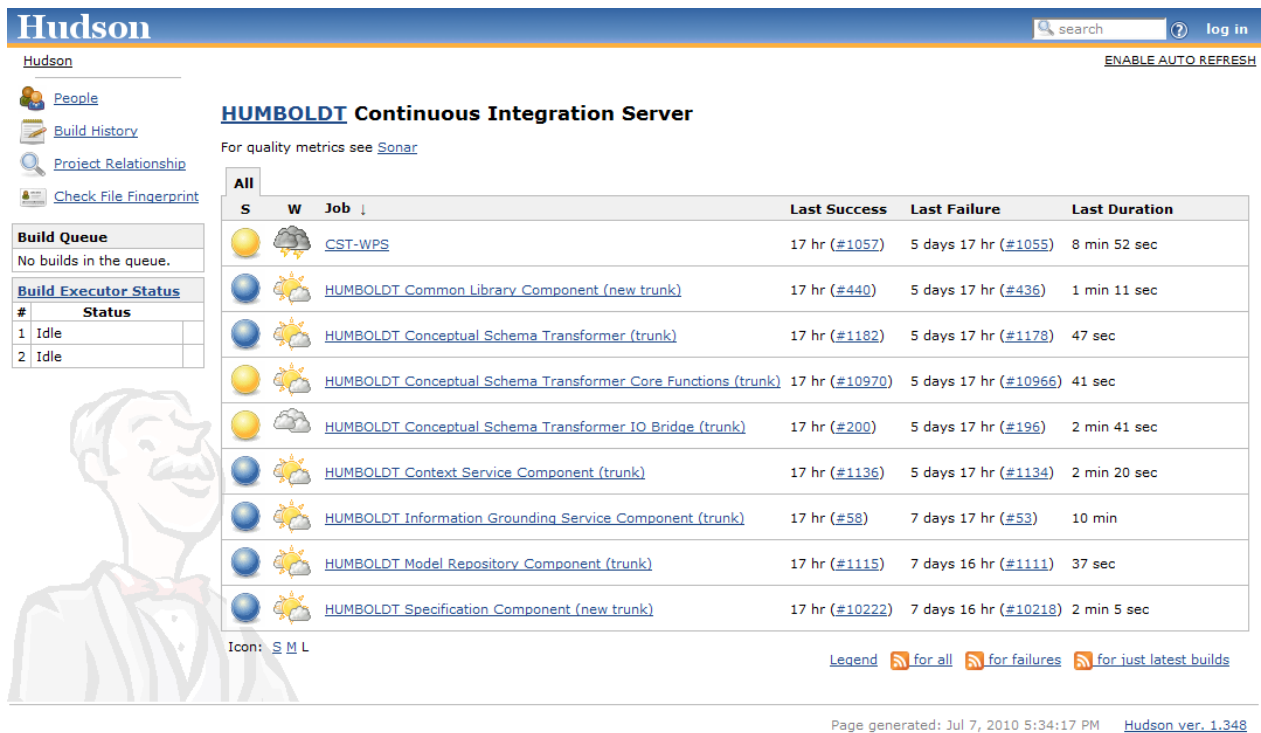 Hudson
search
log in
Hudson
ENABLE AUTO REFRESH
People
Build History
Project Relationship
Check File Fingerprint
Build Queue
No builds in the queue.
Build Executor Status
# Status
1 Idle
2 Idle
HUMBOLDT Continuous Integration Server
For quality metrics see Sonar
All
S W Job ↓ Last Success Last Failure Last Duration
CST-WPS 17 hr (#1057) 5 days 17 hr (#1055) 8 min 52 sec
HUMBOLDT Common Library Component (new trunk) 17 hr (#440) 5 days 17 hr (#436) 1 min 11 sec
HUMBOLDT Conceptual Schema Transformer (trunk) 17 hr (#1182) 5 days 17 hr (#1178) 47 sec
HUMBOLDT Conceptual Schema Transformer Core Functions (trunk) 17 hr (#10970) 5 days 17 hr (#10966) 41 sec
HUMBOLDT Conceptual Schema Transformer IO Bridge (trunk) 17 hr (#200) 5 days 17 hr (#196) 2 min 41 sec
HUMBOLDT Context Service Component (trunk) 17 hr (#1136) 5 days 17 hr (#1134) 2 min 20 sec
HUMBOLDT Information Grounding Service Component (trunk) 17 hr (#58) 7 days 17 hr (#53) 10 min
HUMBOLDT Model Repository Component (trunk) 17 hr (#1115) 7 days 16 hr (#1111) 37 sec
HUMBOLDT Specification Component (new trunk) 17 hr (#10222) 7 days 16 hr (#10218) 2 min 5 sec
Icon: S M L
Legend for all for failures for just latest builds
Page generated: Jul 7, 2010 5:34:17 PM Hudson ver. 1.348